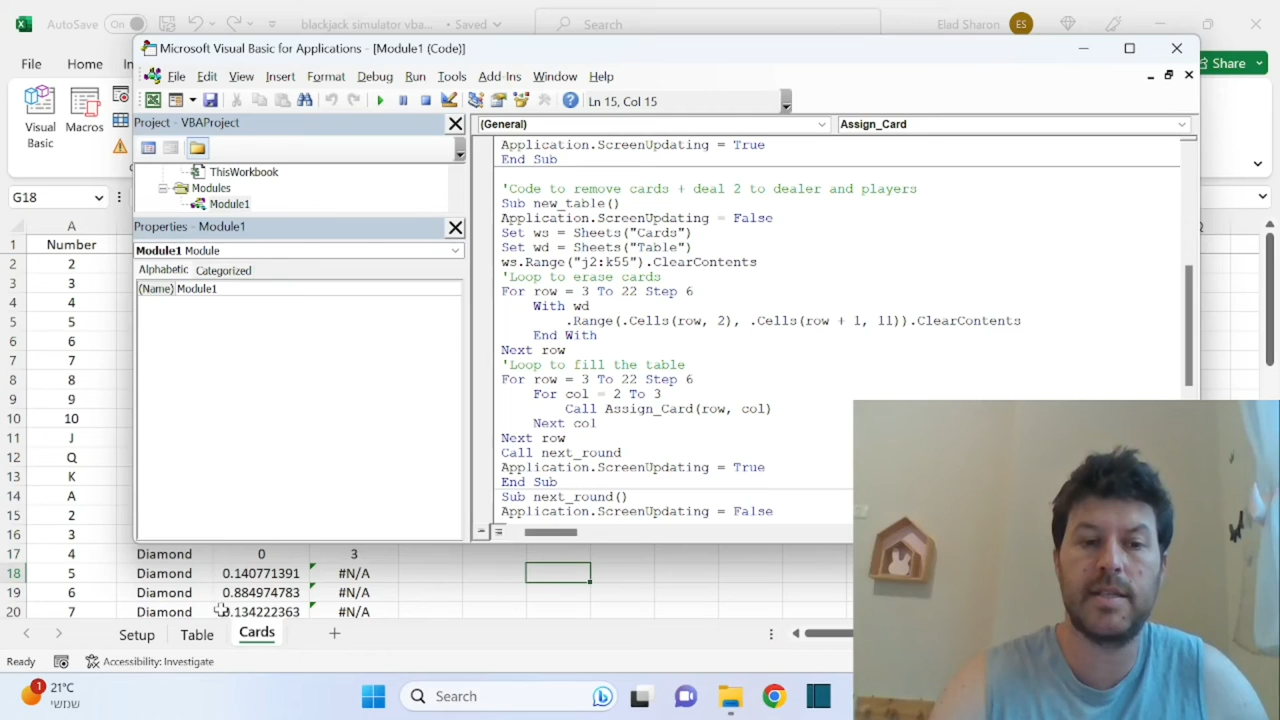 AutoSave
On
blackjack simulator vba... • Saved
Search
Elad Sharon
ES
File
Home
In
Share
Visual
Basic
Macros
G18
Microsoft Visual Basic for Applications - [Module1 (Code)]
File Edit View Insert Format Debug Run Tools Add-Ins Window Help
Ln 15, Col 15
Project - VBAProject
ThisWorkbook
Modules
Module1
Properties - Module1
Module1 Module
Alphabetic Categorized
(Name) Module1
(General)
Assign_Card
Application.ScreenUpdating = True
End Sub
'Code to remove cards + deal 2 to dealer and players
Sub new_table()
Application.ScreenUpdating = False
Set ws = Sheets("Cards")
Set wd = Sheets("Table")
ws.Range("j2:k55").ClearContents
'Loop to erase cards
For row = 3 To 22 Step 6
With wd
.Range(.Cells(row, 2), .Cells(row + 1, 11)).ClearContents
End With
Next row
'Loop to fill the table
For row = 3 To 22 Step 6
For col = 2 To 3
Call Assign_Card(row, col)
Next col
Next row
Call next_round
Application.ScreenUpdating = True
End Sub
Sub next_round()
Application.ScreenUpdating = False
A
1 Number
2 2
3 3
4 4
5 5
6 6
7 7
8 8
9 9
10 10
11 J
12 Q
13 K
14 A
15 2
16 3
17 4 Diamond 0 3
18 5 Diamond 0.140771391 #N/A
19 6 Diamond 0.884974783 #N/A
20 7 Diamond 0.134222363 #N/A
Setup Table Cards
Ready
Accessibility: Investigate
1
21°C
שמשי
Search